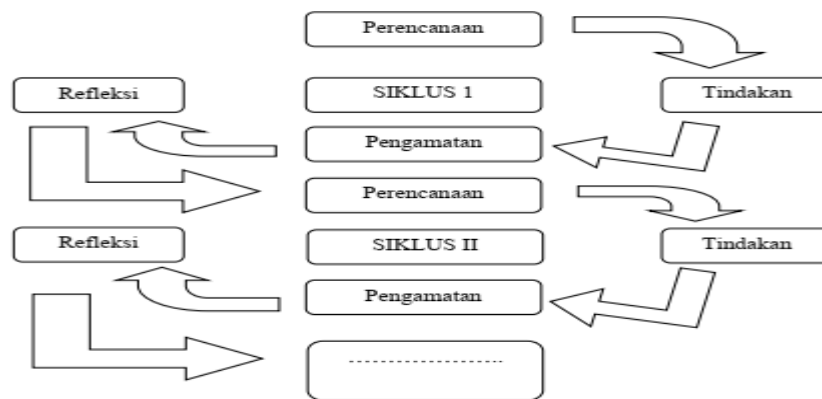 Perencanaan
Refleksi
SIKLUS 1
Tindakan
Pengamatan
Perencanaan
Refleksi
SIKLUS II
Tindakan
Pengamatan
-----------------------